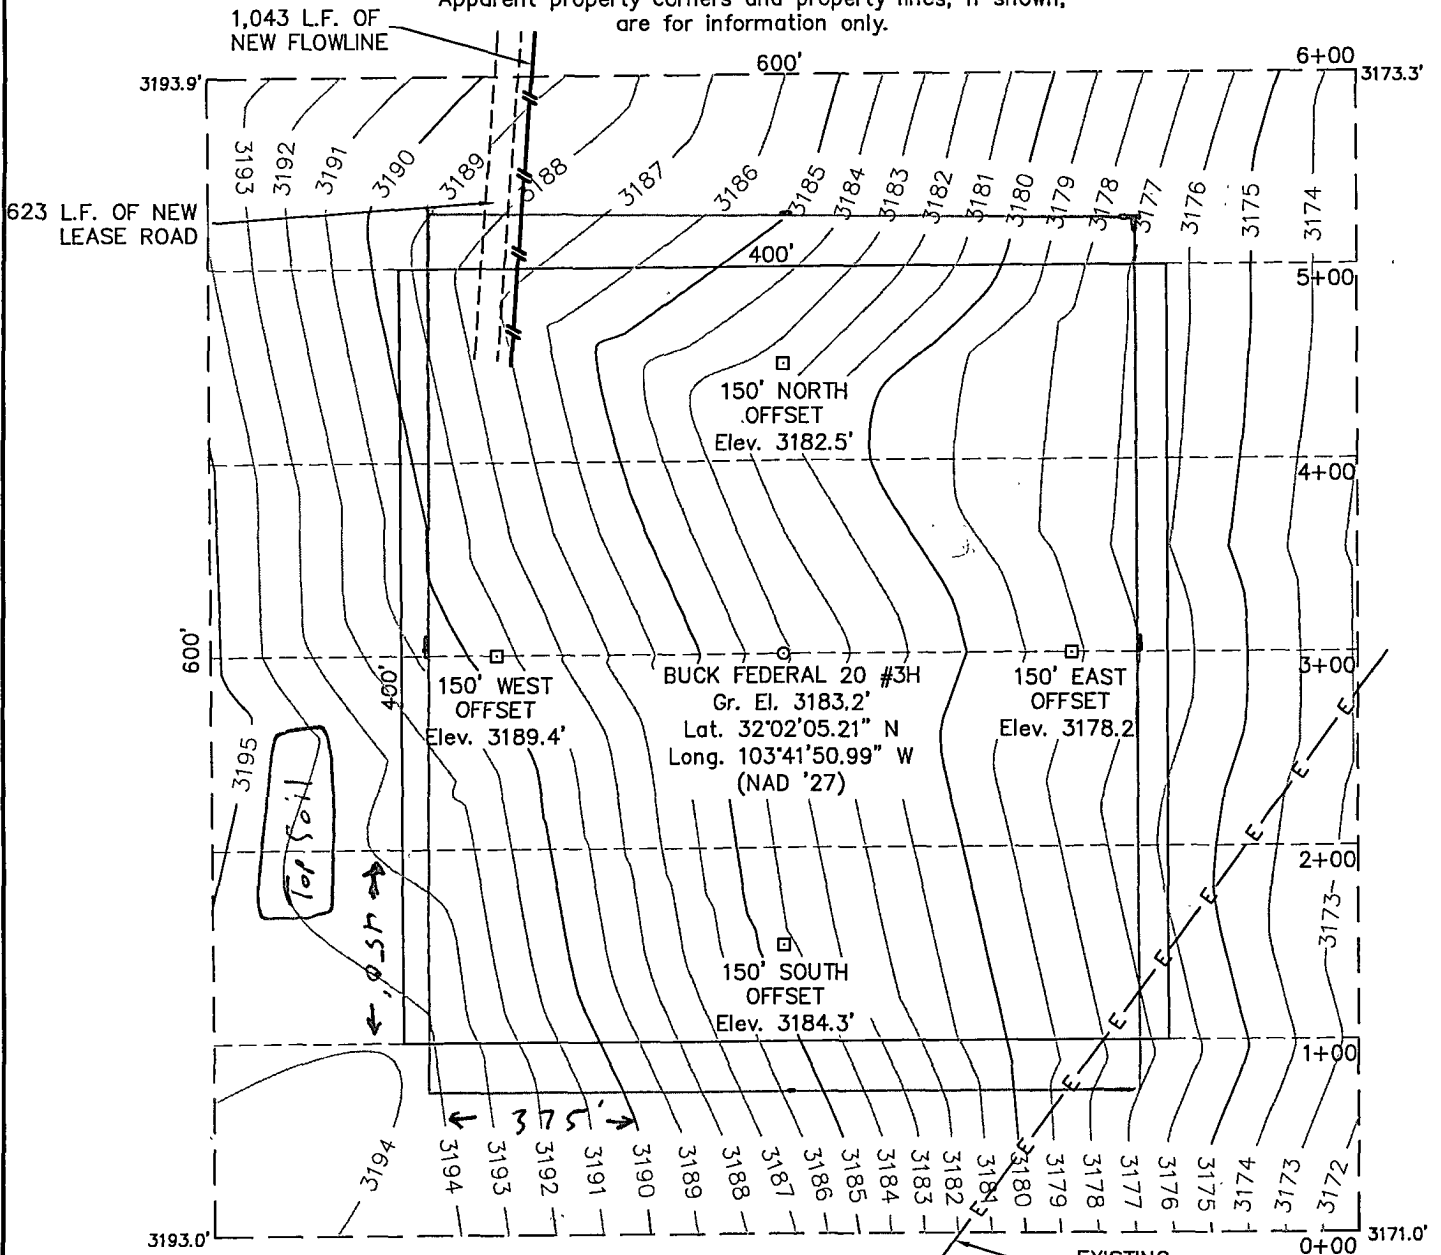 Apparent property corners and property lines, if shown,
are for information only.
1,043 L.F. OF
NEW FLOWLINE
600'
6+00
3193.9'
3173.3'
3193
3192
3191
3190
3189
3188
3187
3186
3185
3184
3183
3182
3181
3180
3179
3178
3177
3176
3175
3174
623 L.F. OF NEW
LEASE ROAD
400'
5+00
150' NORTH
OFFSET
Elev. 3182.5'
4+00
600'
400'
3+00
150' WEST
OFFSET
Elev. 3189.4'
BUCK FEDERAL 20 #3H
Gr. El. 3183.2'
Lat. 32°02'05.21" N
Long. 103°41'50.99" W
(NAD '27)
150' EAST
OFFSET
Elev. 3178.2
E
E
3195
Top Soil
E
2+00
E
3173
450'
E
150' SOUTH
OFFSET
Elev. 3184.3'
E
1+00
E
375'
E
3194
3194
3193
3192
3191
3190
3189
3188
3187
3186
3185
3184
3183
3182
3181
3180
3179
3178
3177
3176
3175
3174
3173
3172
E
3193.0'
3171.0'
0+00
EXISTING